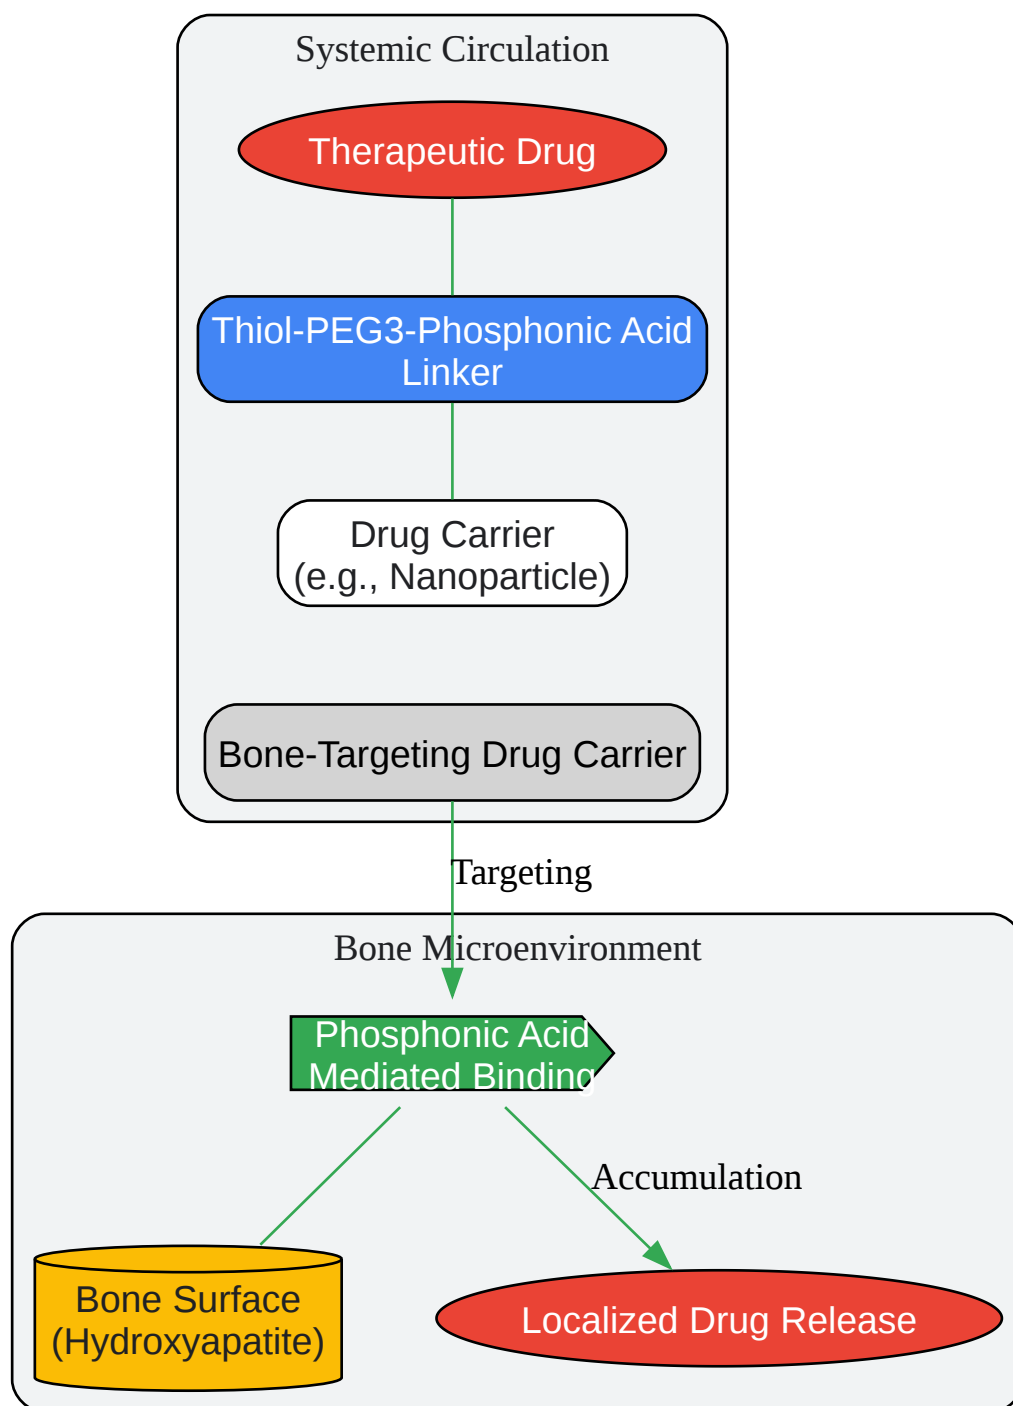 Systemic Circulation
Therapeutic Drug
Thiol-PEG3-Phosphonic Acid
Linker
Drug Carrier
(e.g., Nanoparticle)
Bone-Targeting Drug Carrier
Targeting
Bone Microenvironment
Phosphonic Acid
Mediated Binding
Accumulation
Bone Surface
(Hydroxyapatite)
Localized Drug Release